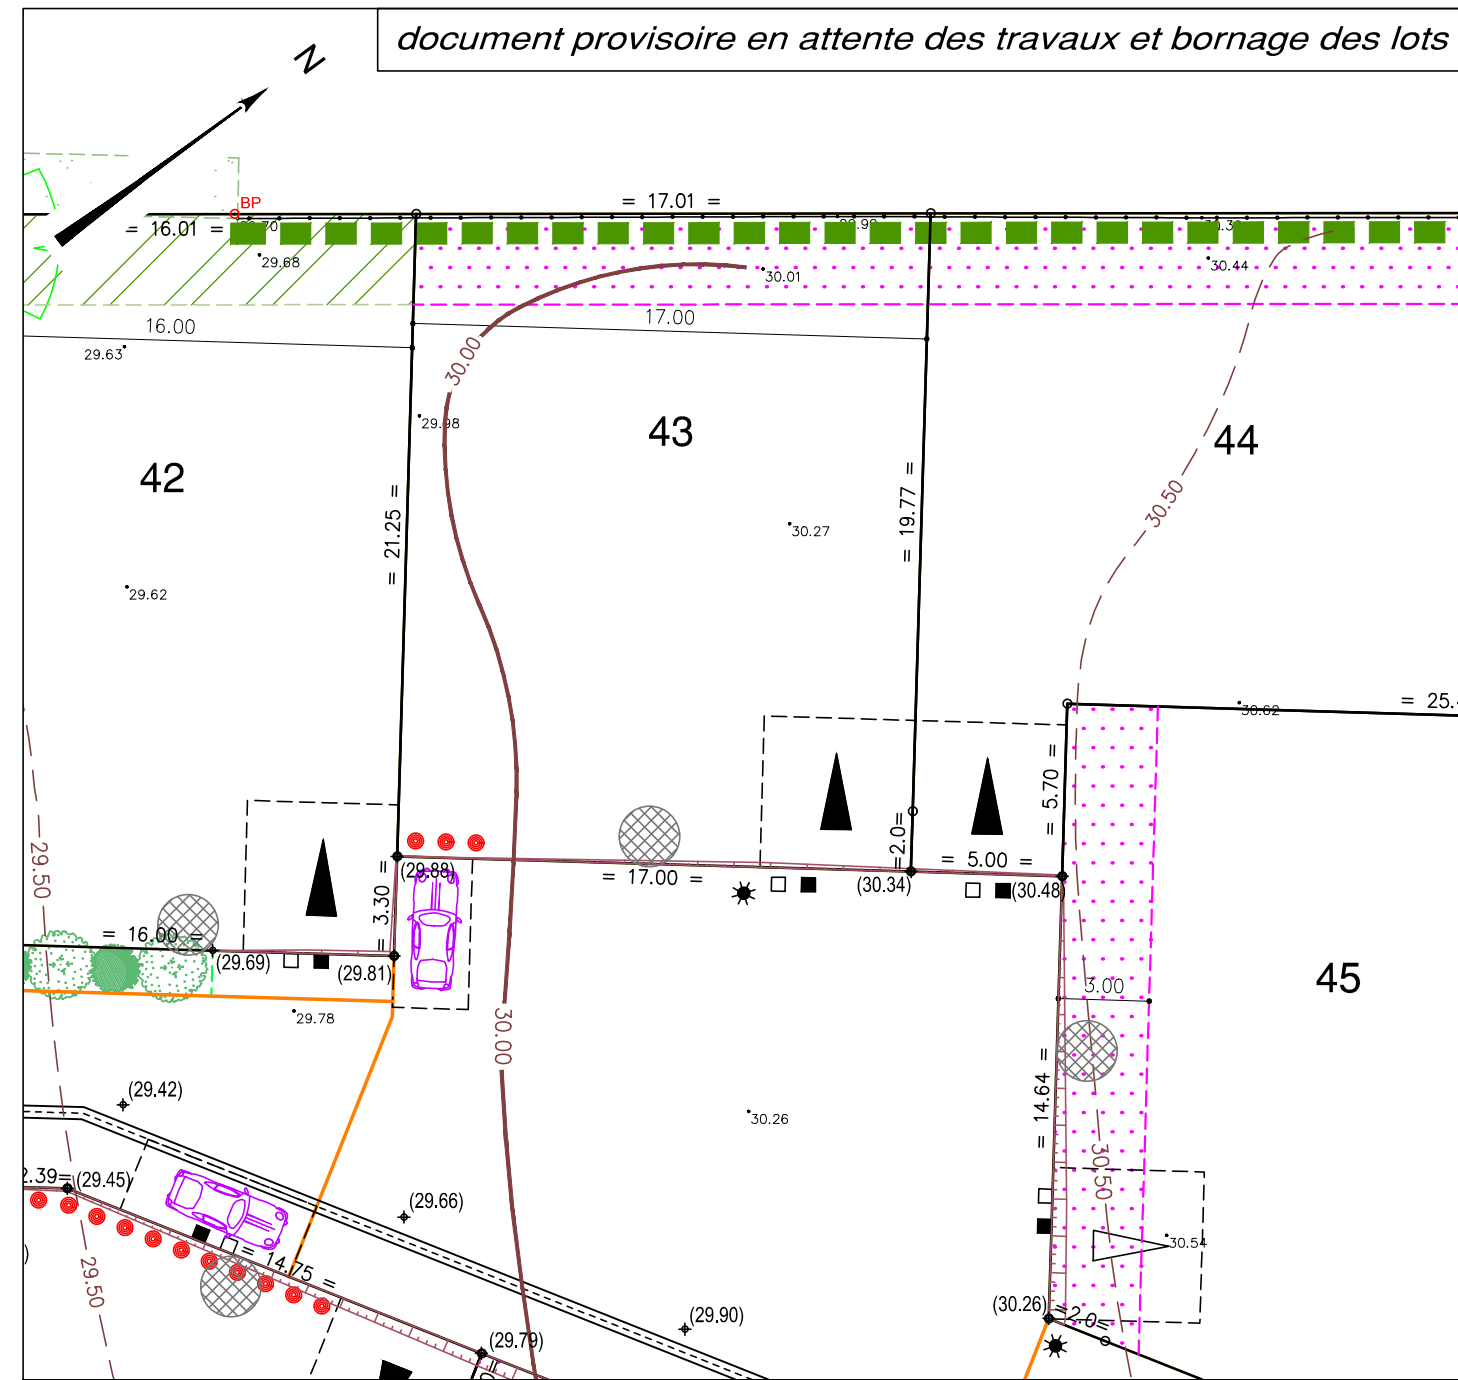 document provisoire en attente des travaux et bornage des lots
N
BP
= 17.01 =
= 16.01 =
29.68
30.44
30.01
16.00
17.00
29.63
30.00
29.98
43
44
42
= 21.25 =
= 19.77 =
30.50
30.27
29.62
30.62
= 5.70 =
=2.0=
= 5.00 =
29.50
(29.88)
= 17.00 =
(30.34)
(30.48)
= 3.30 =
= 16.00 =
(29.69)
(29.81)
45
3.00
29.78
30.00
= 14.64 =
(29.42)
30.26
2.39=
(29.45)
30.50
(29.66)
30.54
= 14.75 =
29.50
(30.26)
=2.0=
(29.90)
(29.79)